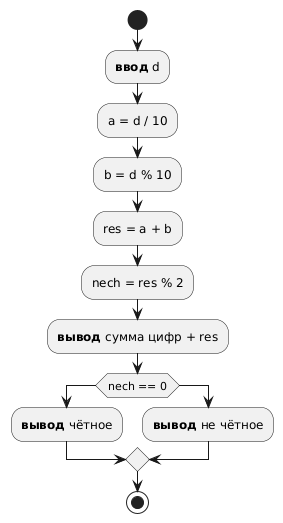 ввод d
a = d / 10
b = d % 10
res = a + b
nech = res % 2
вывод сумма цифр + res
nech == 0
вывод чётное
вывод не чётное